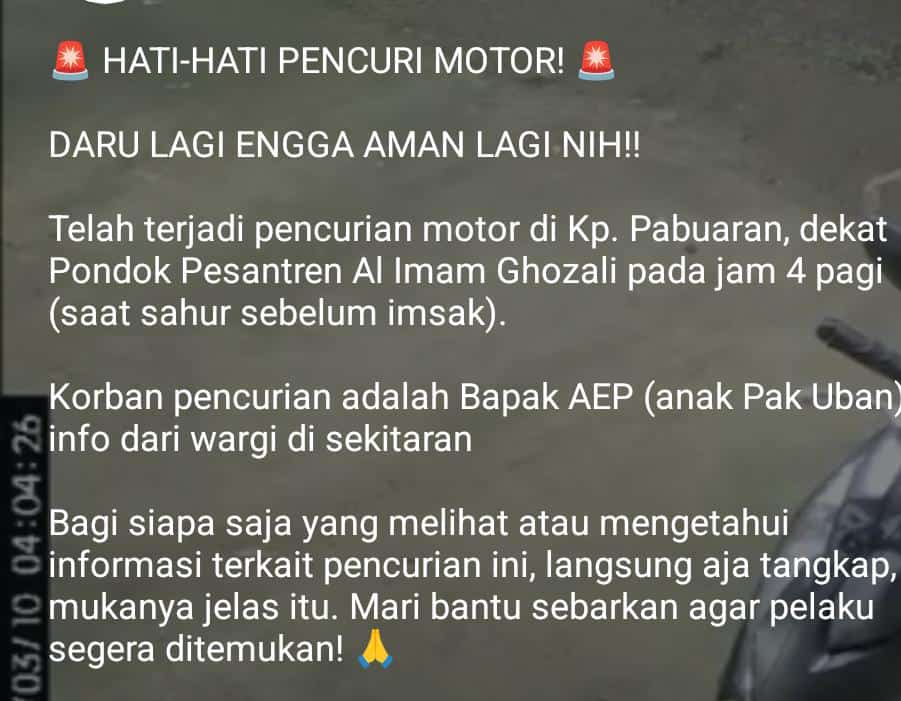 🚨 HATI-HATI PENCURI MOTOR! 🚨
DARU LAGI ENGGA AMAN LAGI NIH!!
Telah terjadi pencurian motor di Kp. Pabuaran, dekat
Pondok Pesantren Al Imam Ghozali pada jam 4 pagi
(saat sahur sebelum imsak).
Korban pencurian adalah Bapak AEP (anak Pak Uban)
info dari wargi di sekitaran
Bagi siapa saja yang melihat atau mengetahui
informasi terkait pencurian ini, langsung aja tangkap,
mukanya jelas itu. Mari bantu sebarkan agar pelaku
segera ditemukan! 🙏
/03/10 04:04:26